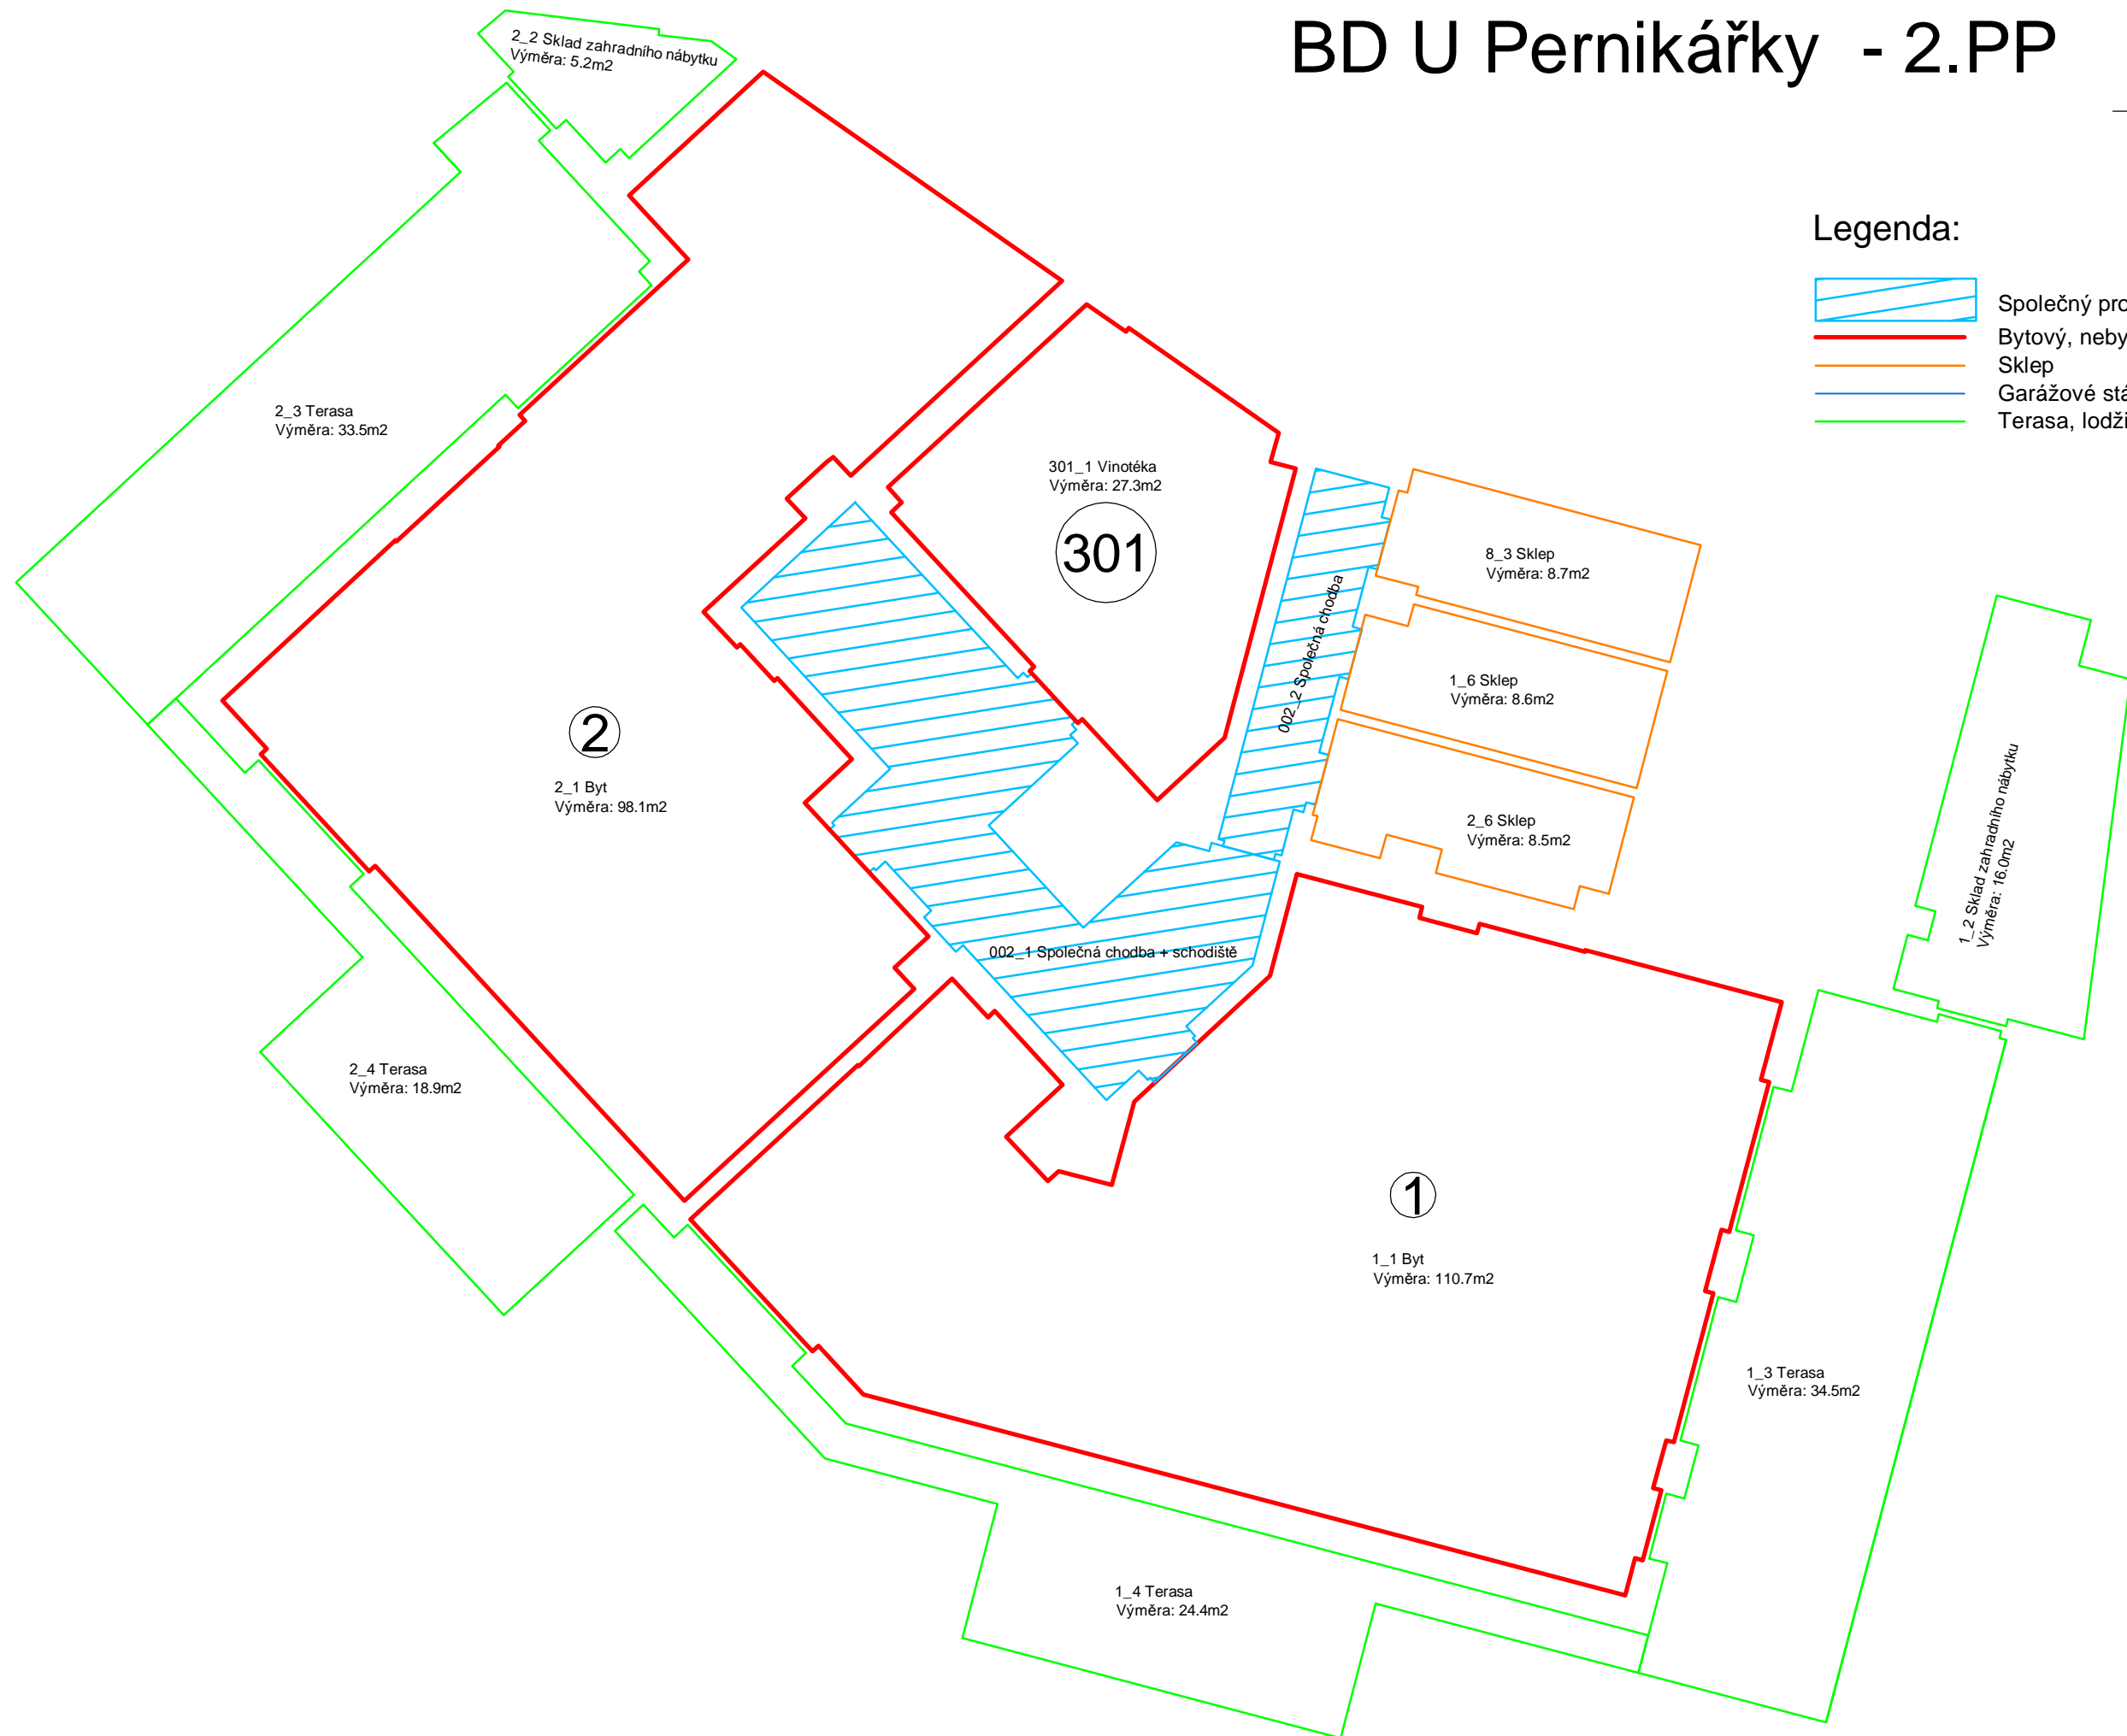 BD U Pernikářky - 2.PP
2_2 Sklad zahradního nábytku
Výměra: 5.2m2
Legenda:
Společný
Bytový,
Sklep
Garážové
Terasa,
2_3 Terasa
Výměra: 33.5m2
301_1 Vinotéka
Výměra: 27.3m2
301
8_3 Sklep
Výměra: 8.7m2
002_2 Společná chodba
1_6 Sklep
Výměra: 8.6m2
2
2_1 Byt
Výměra: 98.1m2
2_6 Sklep
Výměra: 8.5m2
1_2 Sklad zahradního nábytku
Výměra: 16.0m2
002_1 Společná chodba + schodiště
2_4 Terasa
Výměra: 18.9m2
1
1_1 Byt
Výměra: 110.7m2
1_3 Terasa
Výměra: 34.5m2
1_4 Terasa
Výměra: 24.4m2